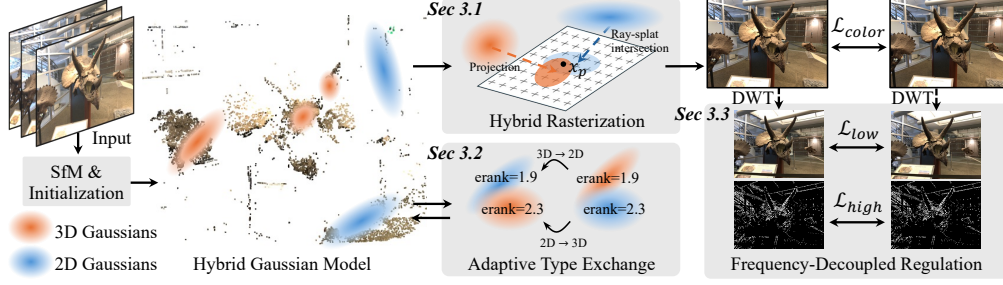 Input
SfM &
Initialization
3D Gaussians
2D Gaussians
Hybrid Gaussian Model
Sec 3.1
Projection
Ray-splat
intersection
x_p
Hybrid Rasterization
Sec 3.2
3D → 2D
erank=1.9
erank=1.9
erank=2.3
erank=2.3
2D → 3D
Adaptive Type Exchange
ℒ_color
DWT
DWT
Sec 3.3
ℒ_low
ℒ_high
Frequency-Decoupled Regulation